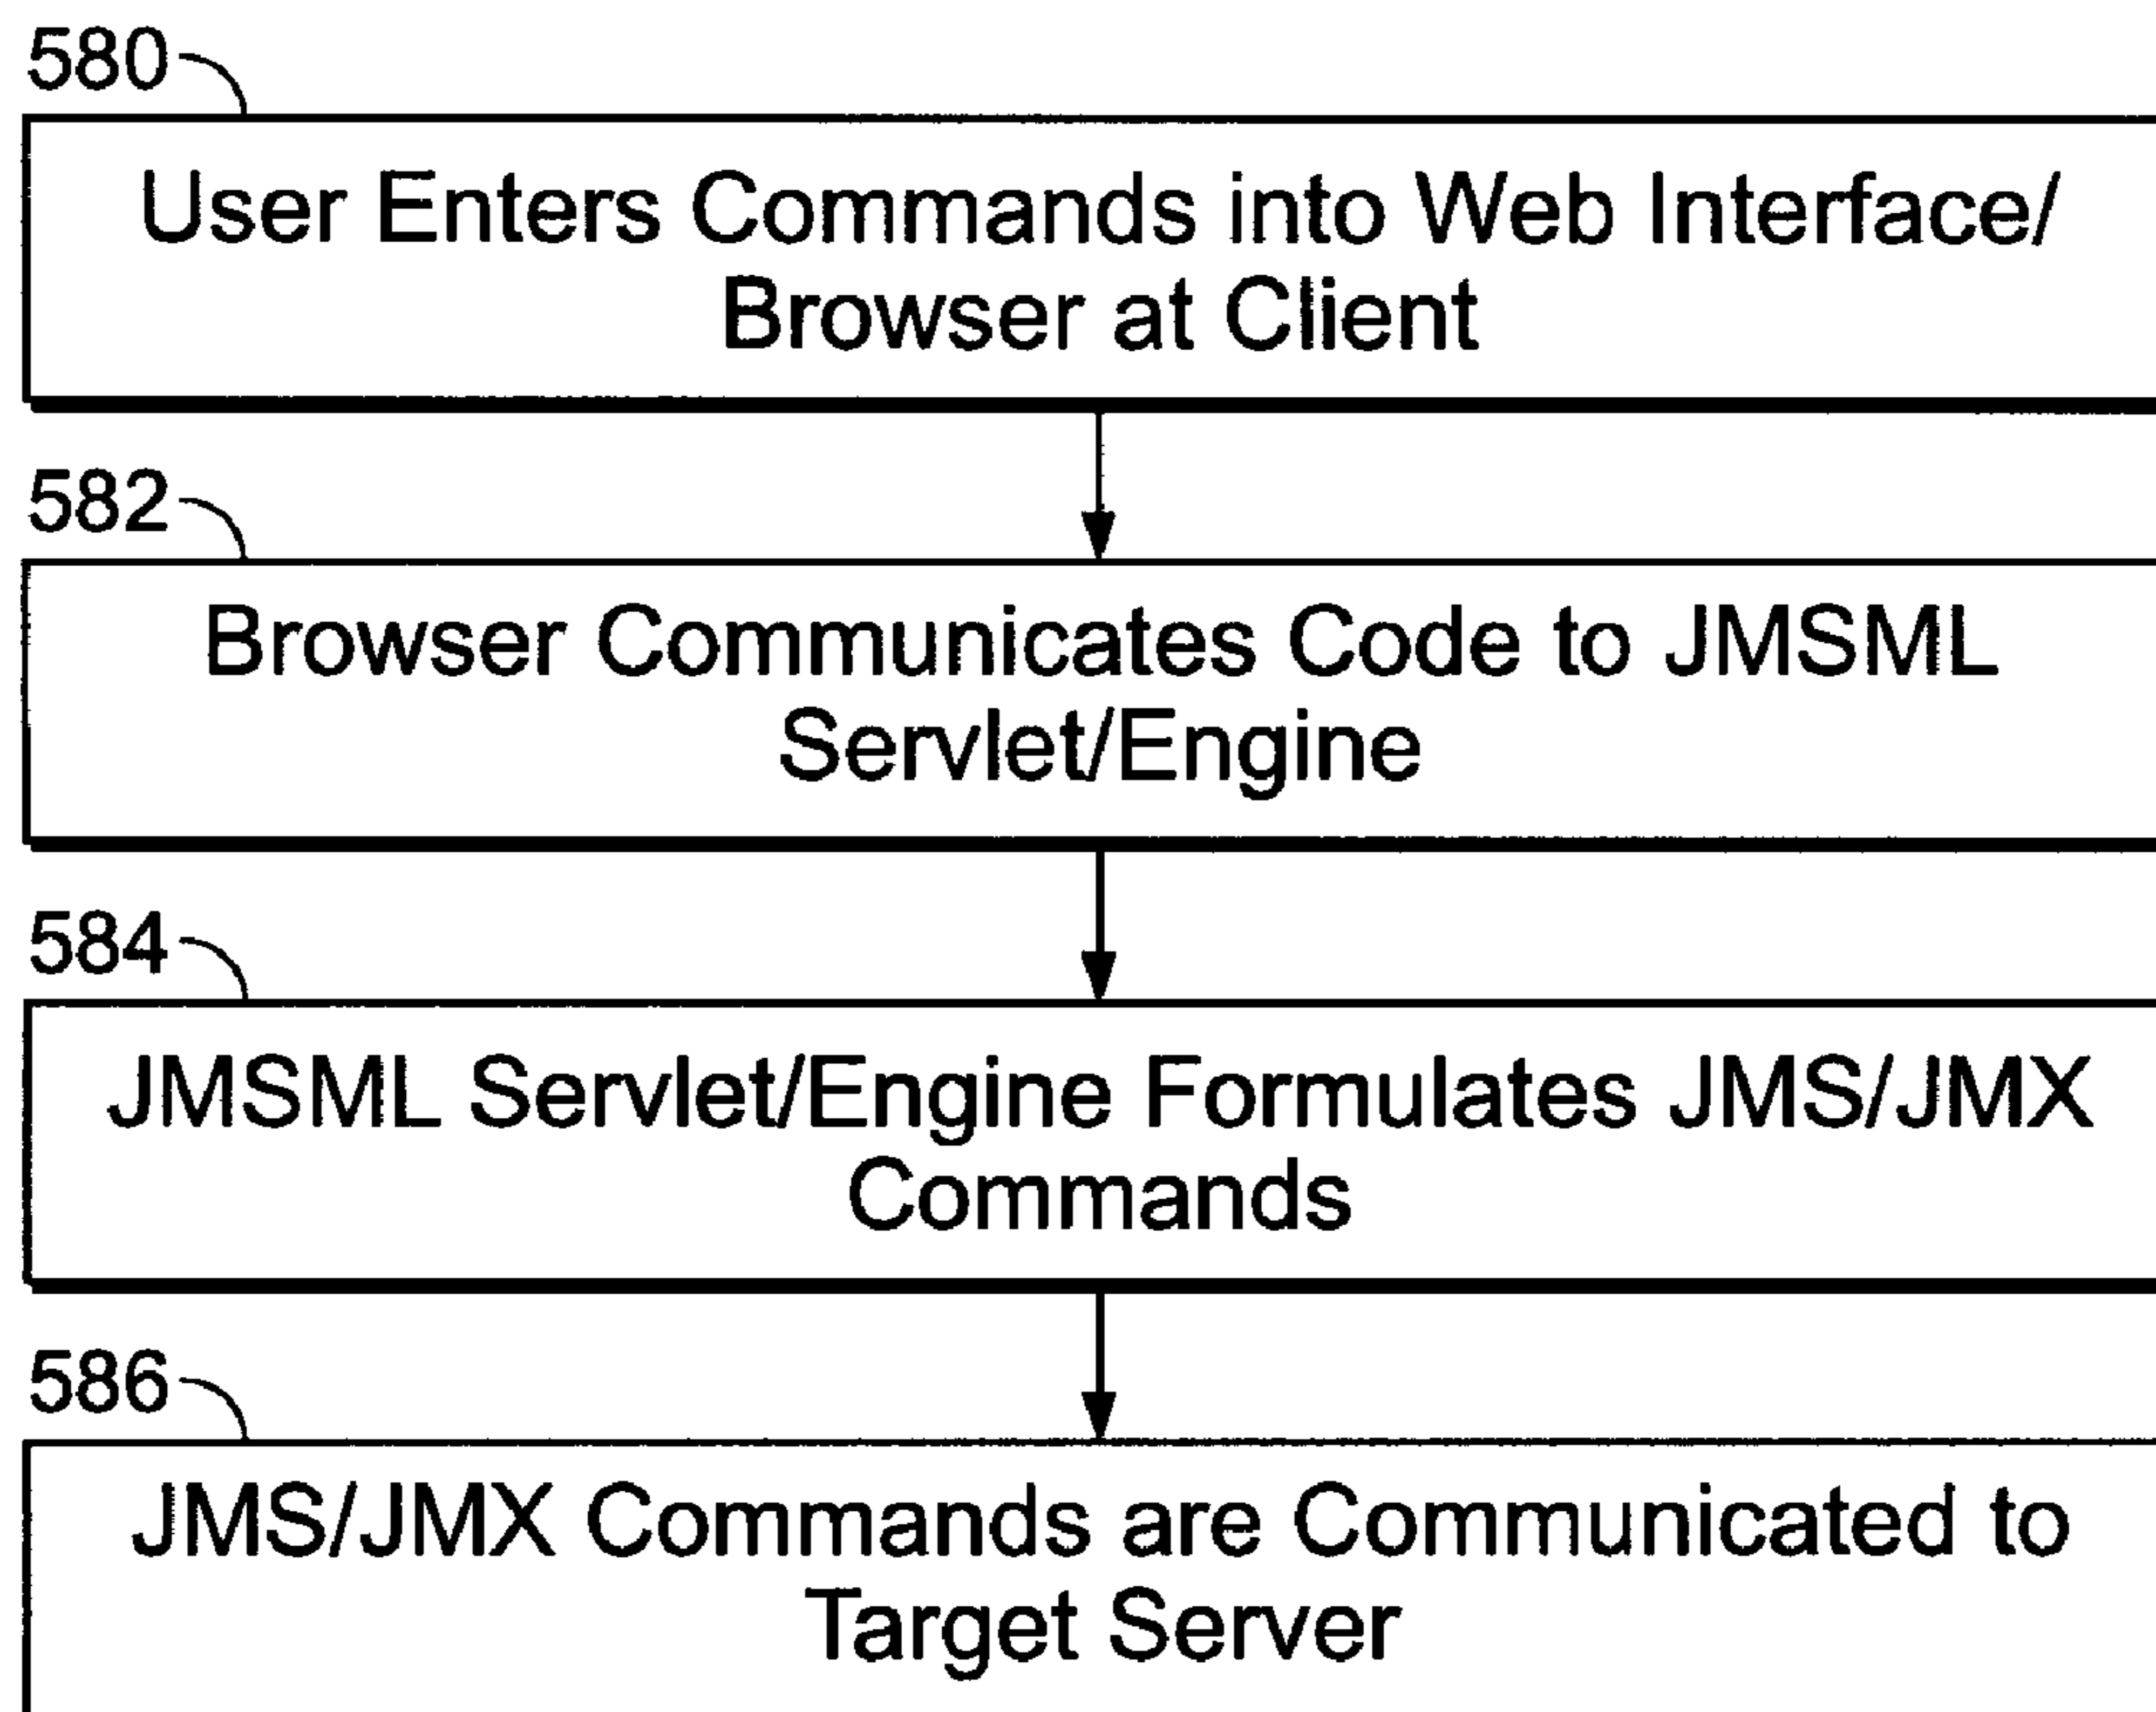 580
User Enters Commands into Web Interface/
Browser at Client
582
Browser Communicates Code to JMSML
Servlet/Engine
584
JMSML Servlet/Engine Formulates JMS/JMX
Commands
586
JMS/JMX Commands are Communicated to
Target Server